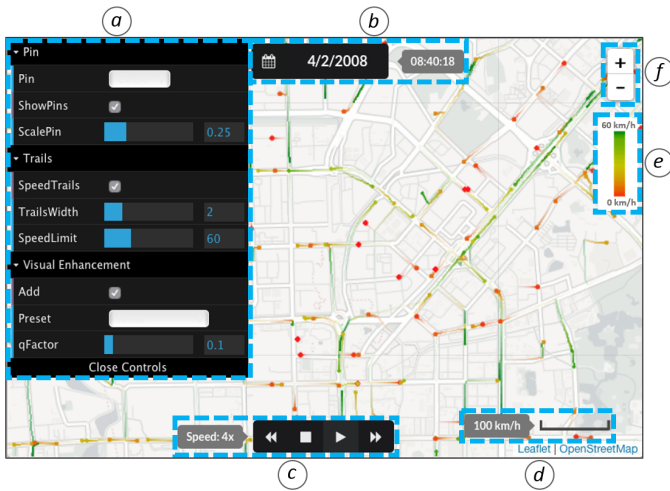 a
b
▾ Pin
Pin
ShowPins
ScalePin 0.25
▾ Trails
SpeedTrails
TrailsWidth 2
SpeedLimit 60
▾ Visual Enhancement
Add
Preset
qFactor 0.1
Close Controls
4/2/2008 08:40:18
+
−
f
60 km/h
0 km/h
e
Speed: 4x
c
100 km/h
Leaflet | OpenStreetMap
d